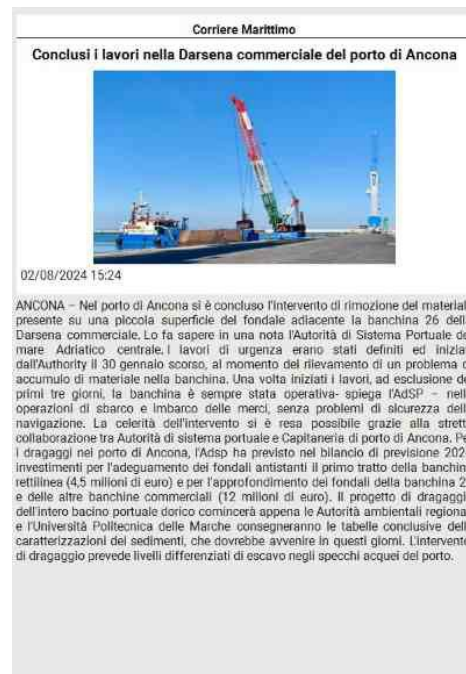 Corriere Marittimo
Conclusi i lavori nella Darsena commerciale del porto di Ancona
02/08/2024 15:24
ANCONA – Nel porto di Ancona si è concluso l'intervento di rimozione del material
presente su una piccola superficie del fondale adiacente la banchina 26 dell
Darsena commerciale. Lo fa sapere in una nota l'Autorità di Sistema Portuale de
mare Adriatico centrale. I lavori di urgenza erano stati definiti ed inizia
dall'Authority il 30 gennaio scorso, al momento del rilevamento di un problema d
accumulo di materiale nella banchina. Una volta iniziati i lavori, ad esclusione de
primi tre giorni, la banchina è sempre stata operativa- spiega l'AdSP – nell
operazioni di sbarco e imbarco delle merci, senza problemi di sicurezza dell
navigazione. La celerità dell'intervento si è resa possibile grazie alla strett
collaborazione tra Autorità di sistema portuale e Capitaneria di porto di Ancona. Pe
i dragaggi nel porto di Ancona, l'Adsp ha previsto nel bilancio di previsione 202
investimenti per l'adeguamento dei fondali antistanti il primo tratto della banchin
rettilinea (4,5 milioni di euro) e per l'approfondimento dei fondali della banchina 2
e delle altre banchine commerciali (12 milioni di euro). Il progetto di dragaggi
dell'intero bacino portuale dorico comincerà appena le Autorità ambientali regiona
e l'Università Politecnica delle Marche consegneranno le tabelle conclusive dell
caratterizzazioni dei sedimenti, che dovrebbe avvenire in questi giorni. L'intervent
di dragaggio prevede livelli differenziati di escavo negli specchi acquei del porto.